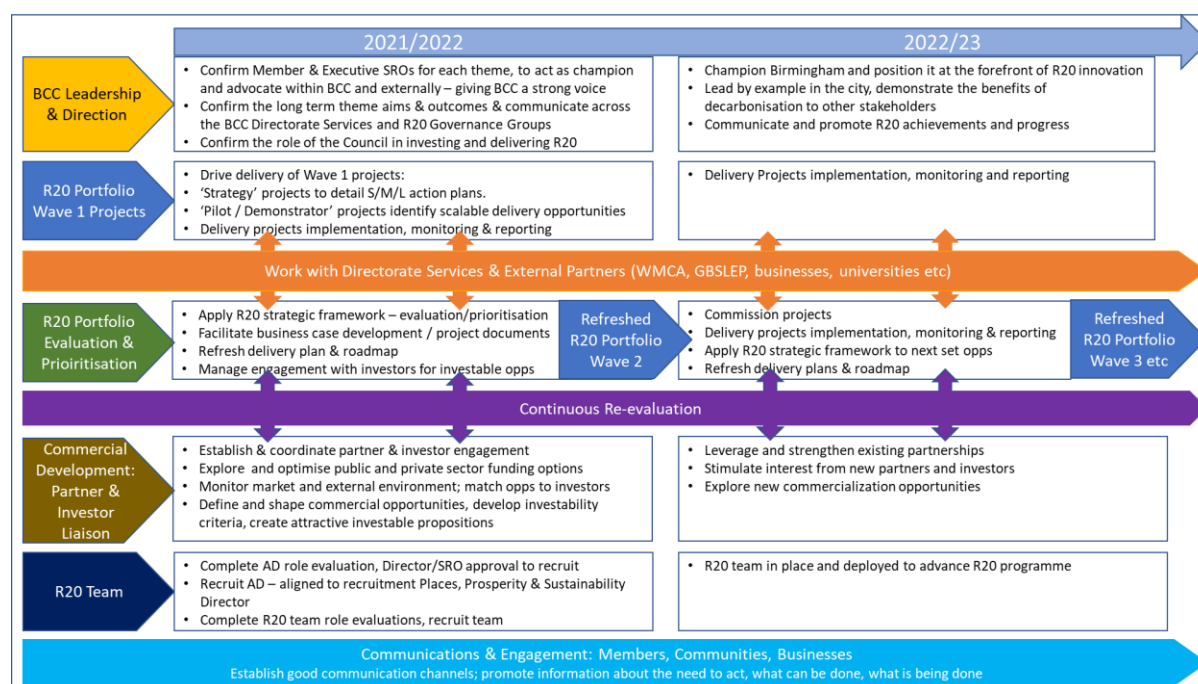 2021/2022
2022/23
BCC Leadership
& Direction
• Confirm Member & Executive SROs for each theme, to act as champion
and advocate within BCC and externally – giving BCC a strong voice
• Confirm the long term theme aims & outcomes & communicate across
the BCC Directorate Services and R20 Governance Groups
• Confirm the role of the Council in investing and delivering R20
• Champion Birmingham and position it at the forefront of R20 innovation
• Lead by example in the city, demonstrate the benefits of
decarbonisation to other stakeholders
• Communicate and promote R20 achievements and progress
R20 Portfolio
Wave 1 Projects
• Drive delivery of Wave 1 projects:
• ‘Strategy’ projects to detail S/M/L action plans.
• ‘Pilot / Demonstrator’ projects identify scalable delivery opportunities
• Delivery projects implementation, monitoring & reporting
• Delivery Projects implementation, monitoring and reporting
Work with Directorate Services & External Partners (WMCA, GBSLEP, businesses, universities etc)
R20 Portfolio
Evaluation &
Prioiritisation
• Apply R20 strategic framework – evaluation/prioritisation
• Facilitate business case development / project documents
• Refresh delivery plan & roadmap
• Manage engagement with investors for investable opps
Refreshed
R20 Portfolio
Wave 2
• Commission projects
• Delivery projects implementation, monitoring & reporting
• Apply R20 strategic framework to next set opps
• Refresh delivery plans & roadmap
Refreshed
R20 Portfolio
Wave 3 etc
Continuous Re-evaluation
Commercial
Development:
Partner &
Investor
Liaison
• Establish & coordinate partner & investor engagement
• Explore and optimise public and private sector funding options
• Monitor market and external environment; match opps to investors
• Define and shape commercial opportunities, develop investability
criteria, create attractive investable propositions
• Leverage and strengthen existing partnerships
• Stimulate interest from new partners and investors
• Explore new commercialization opportunities
R20 Team
• Complete AD role evaluation, Director/SRO approval to recruit
• Recruit AD – aligned to recruitment Places, Prosperity & Sustainability
Director
• Complete R20 team role evaluations, recruit team
• R20 team in place and deployed to advance R20 programme
Communications & Engagement: Members, Communities, Businesses
Establish good communication channels; promote information about the need to act, what can be done, what is being done